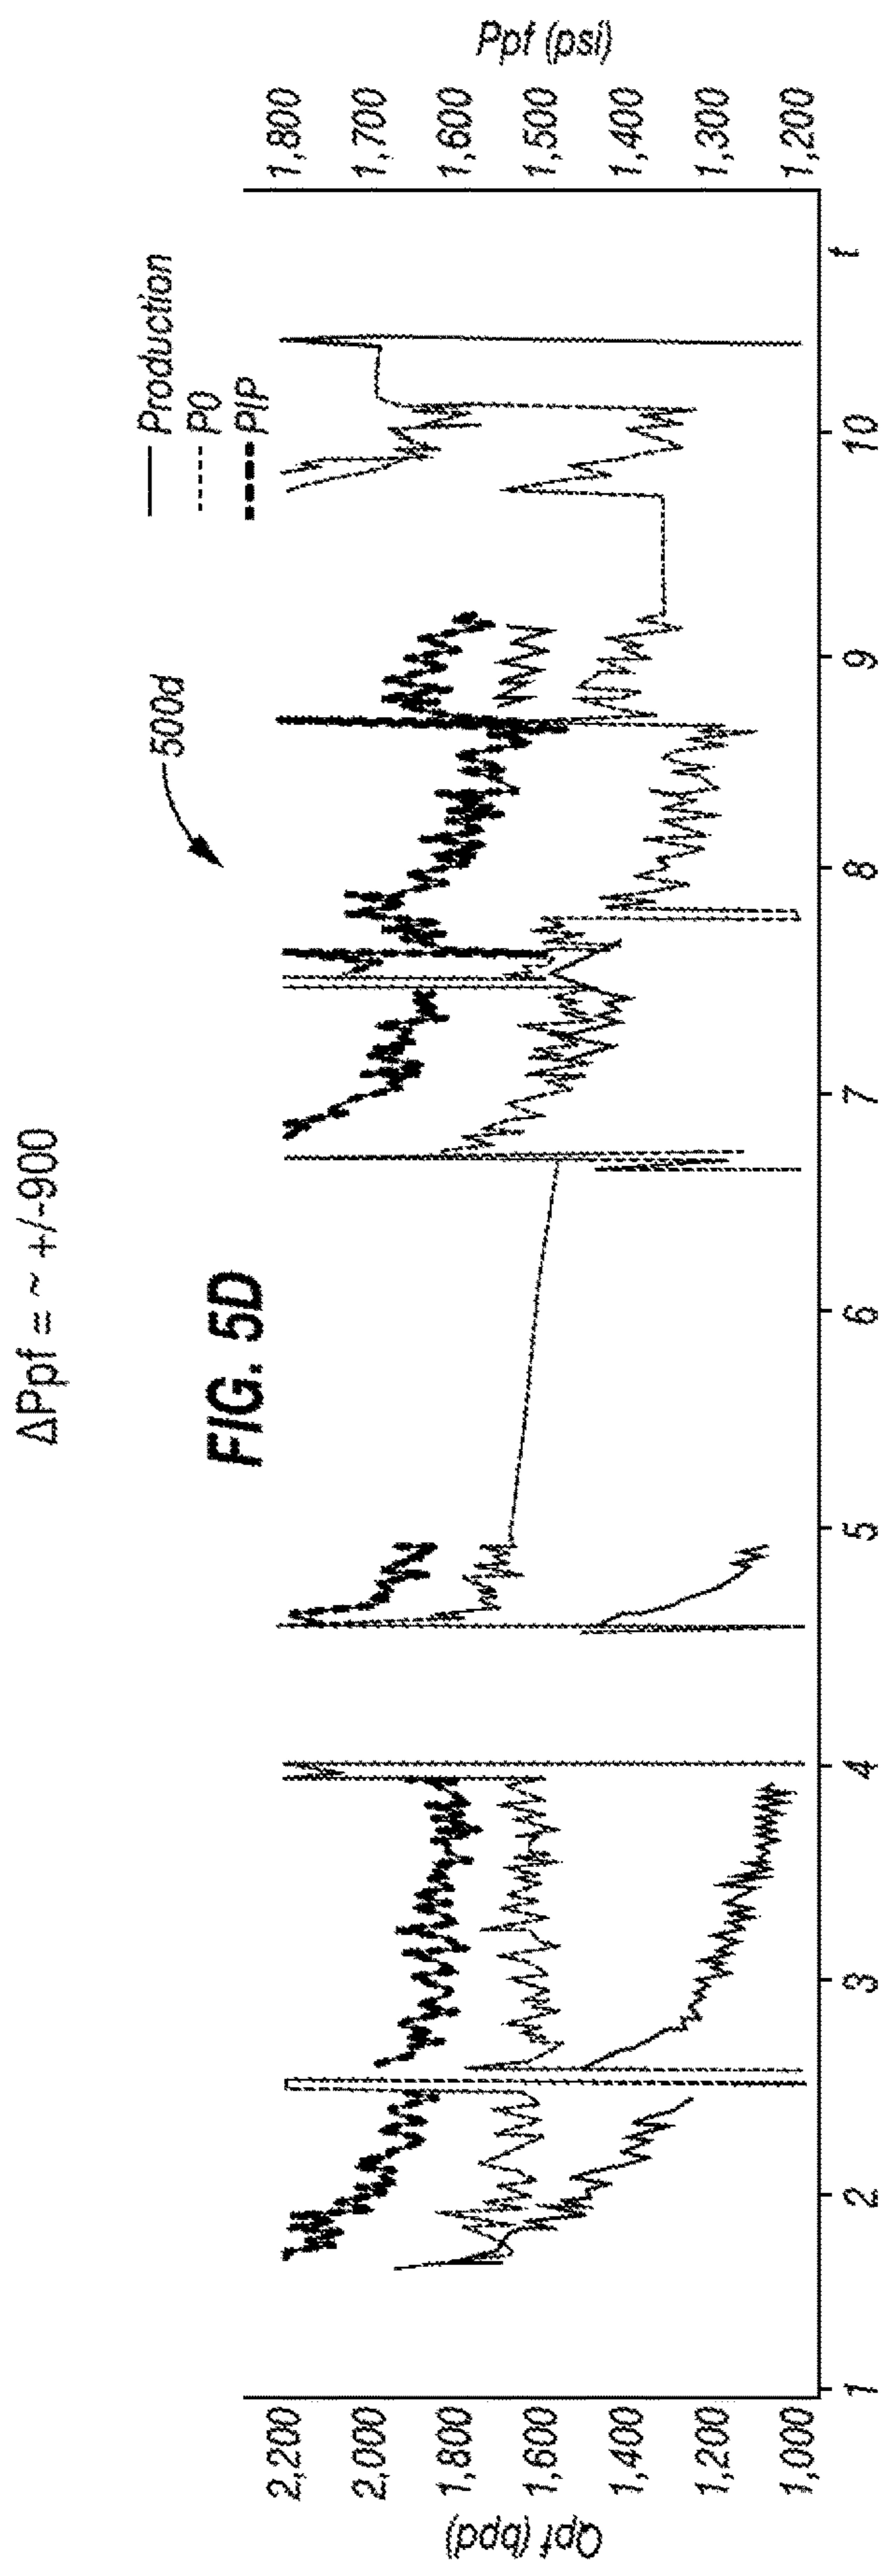 ΔPpf = ~ +/-900
FIG. 5D
500d
Production
P0
PIP
Qpf (bpd)
2,200
2,000
1,800
1,600
1,400
1,200
1,000
Ppf (psi)
1,800
1,700
1,600
1,500
1,400
1,300
1,200
1 2 3 4 5 6 7 8 9 10 t